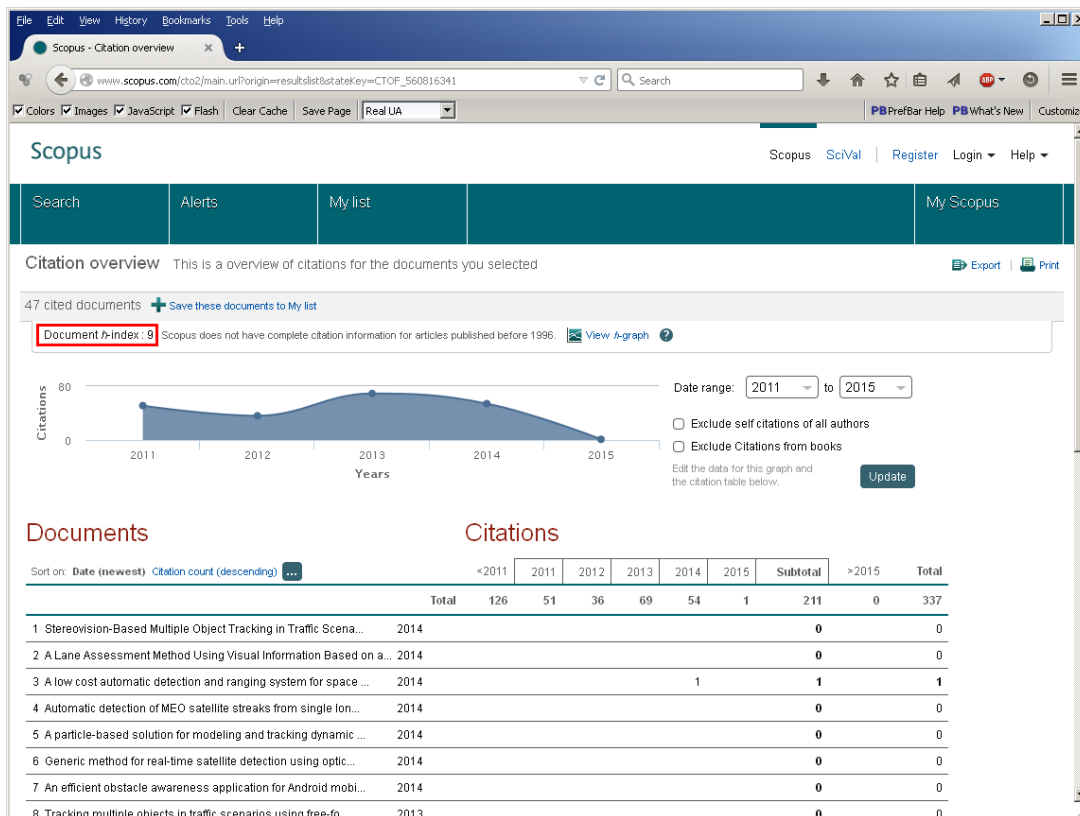 File Edit View History Bookmarks Tools Help
Scopus - Citation overview × +
www.scopus.com/cto2/main.url?origin=resultslist&stateKey=CTOF_560816341 Search ABP
Colors Images JavaScript Flash Clear Cache Save Page Real UA PBPrefBar Help PBWhat's New Customiz
Scopus Scopus SciVal | Register Login Help
Search Alerts My list My Scopus
Citation overview This is a overview of citations for the documents you selected Export | Print
47 cited documents Save these documents to My list
Document h-index : 9 Scopus does not have complete citation information for articles published before 1996. View h-graph ?
80 Date range: 2011 to 2015
Citations
Exclude self citations of all authors
0 Exclude Citations from books
2011 2012 2013 2014 2015
Years
Edit the data for this graph and
the citation table below. Update
Documents Citations
Sort on: Date (newest) Citation count (descending) ... <2011 2011 2012 2013 2014 2015 Subtotal >2015 Total
Total 126 51 36 69 54 1 211 0 337
1 Stereovision-Based Multiple Object Tracking in Traffic Scena... 2014 0 0
2 A Lane Assessment Method Using Visual Information Based on a... 2014 0 0
3 A low cost automatic detection and ranging system for space ... 2014 1 1 1
4 Automatic detection of MEO satellite streaks from single lon... 2014 0 0
5 A particle-based solution for modeling and tracking dynamic ... 2014 0 0
6 Generic method for real-time satellite detection using optic... 2014 0 0
7 An efficient obstacle awareness application for Android mobi... 2014 0 0
8 Tracking multiple objects in traffic scenarios using free-fo... 2013 0 0